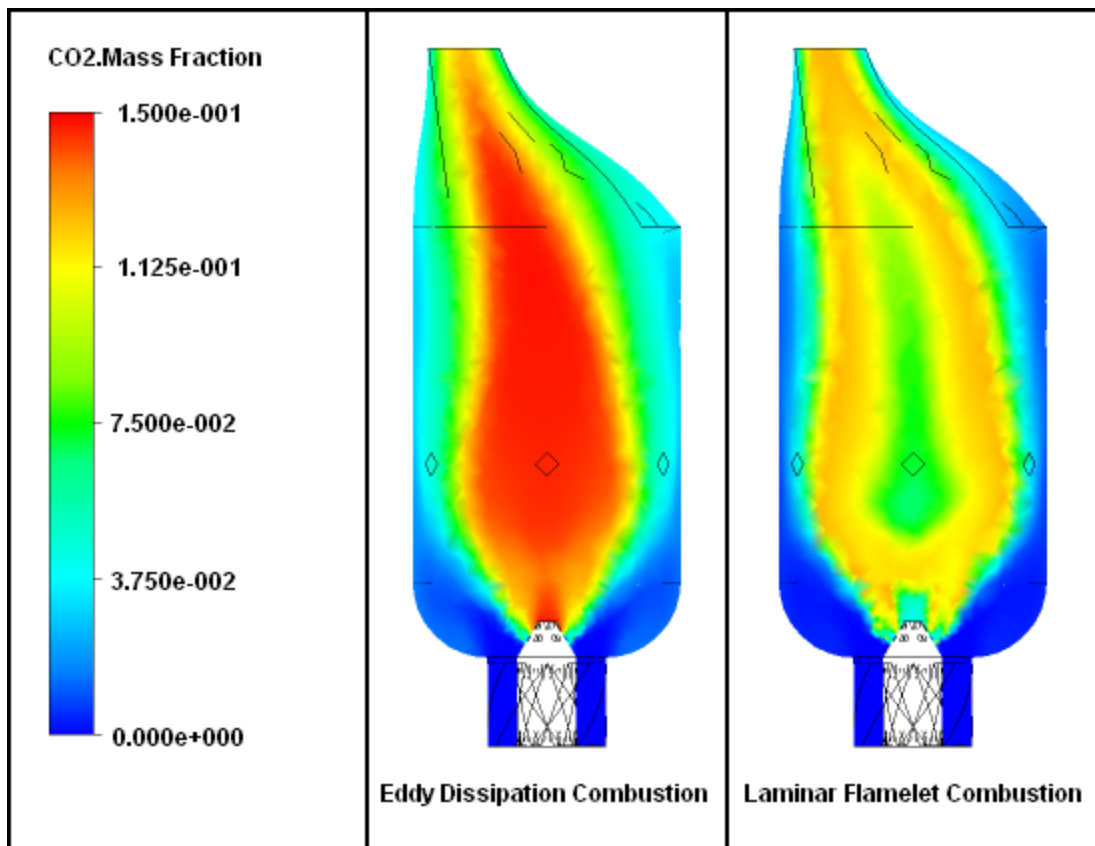 CO2.Mass Fraction
1.500e-001
1.125e-001
7.500e-002
3.750e-002
0.000e+000
Eddy Dissipation Combustion
Laminar Flamelet Combustion